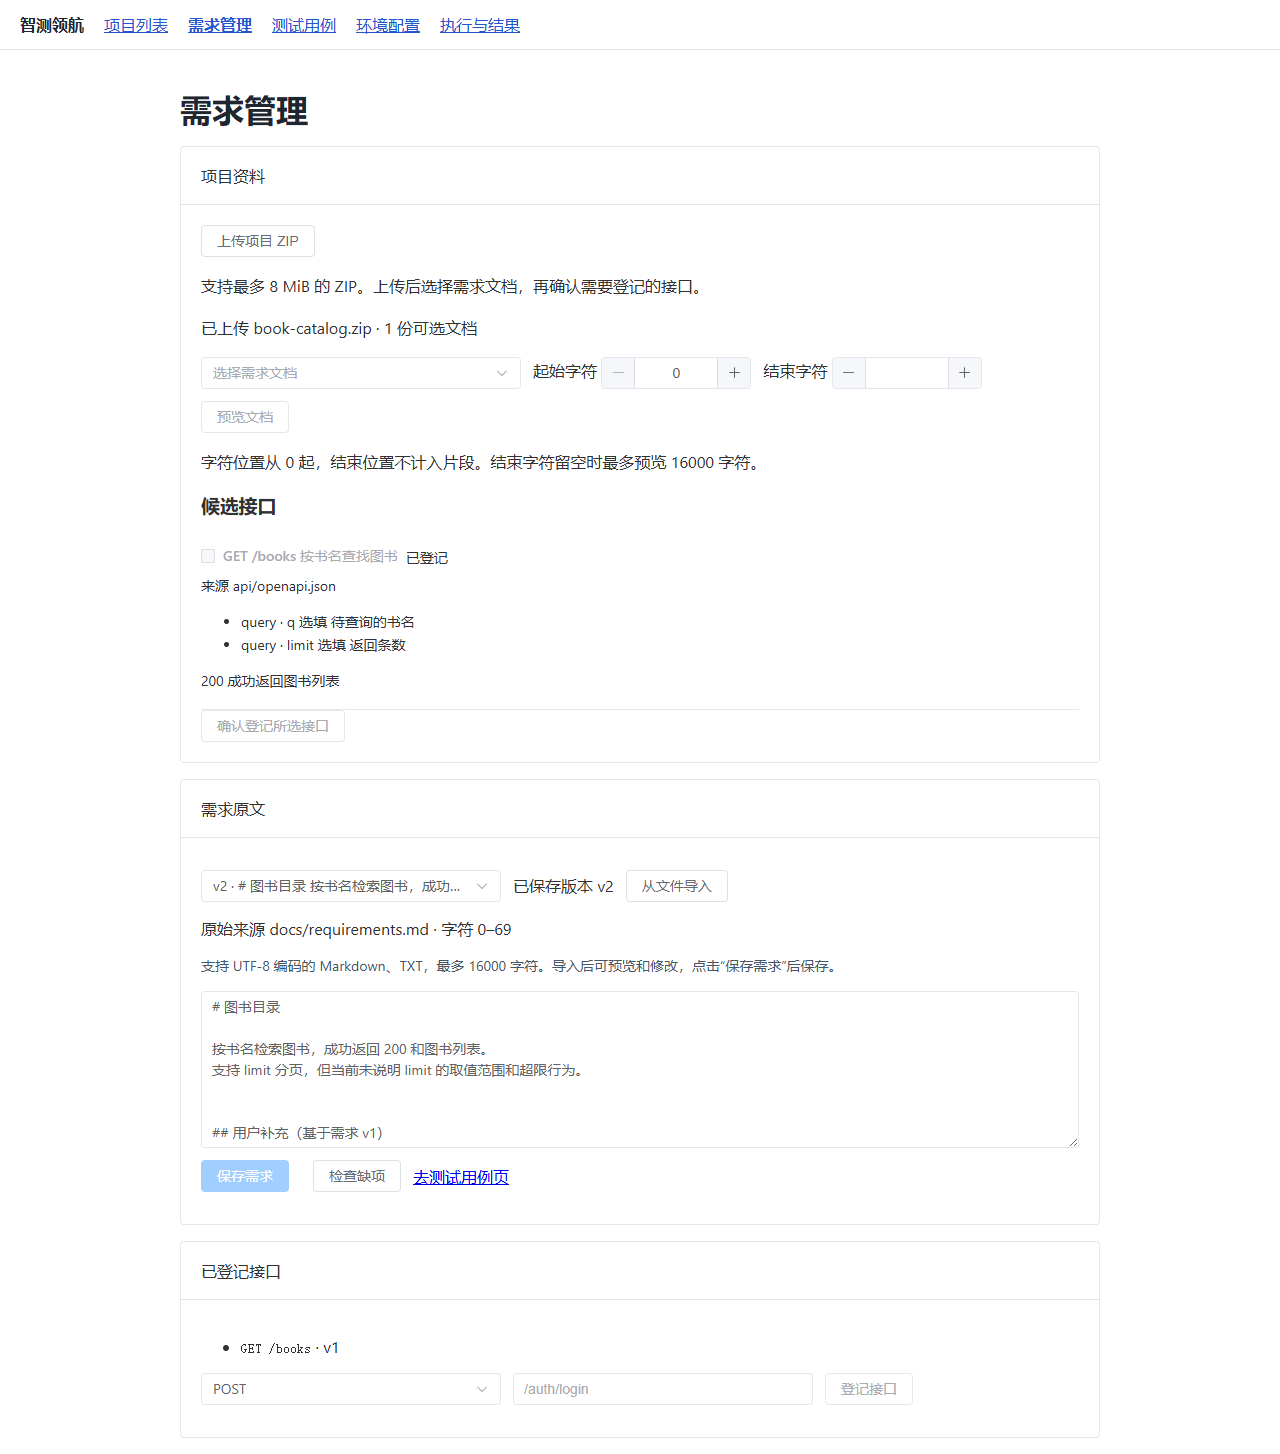 智测领航 项目列表 需求管理 测试用例 环境配置 执行与结果
需求管理
项目资料
上传项目 ZIP
支持最多 8 MiB 的 ZIP。上传后选择需求文档，再确认需要登记的接口。
已上传 book-catalog.zip · 1 份可选文档
选择需求文档 起始字符 0 结束字符
预览文档
字符位置从 0 起，结束位置不计入片段。结束字符留空时最多预览 16000 字符。
候选接口
GET /books 按书名查找图书 已登记
来源 api/openapi.json
query · q 选填 待查询的书名
query · limit 选填 返回条数
200 成功返回图书列表
确认登记所选接口
需求原文
v2 · # 图书目录 按书名检索图书，成功... 已保存版本 v2 从文件导入
原始来源 docs/requirements.md · 字符 0–69
支持 UTF-8 编码的 Markdown、TXT，最多 16000 字符。导入后可预览和修改，点击“保存需求”后保存。
# 图书目录
按书名检索图书，成功返回 200 和图书列表。
支持 limit 分页，但当前未说明 limit 的取值范围和超限行为。
## 用户补充（基于需求 v1）
保存需求 检查缺项 去测试用例页
已登记接口
GET /books · v1
POST /auth/login 登记接口